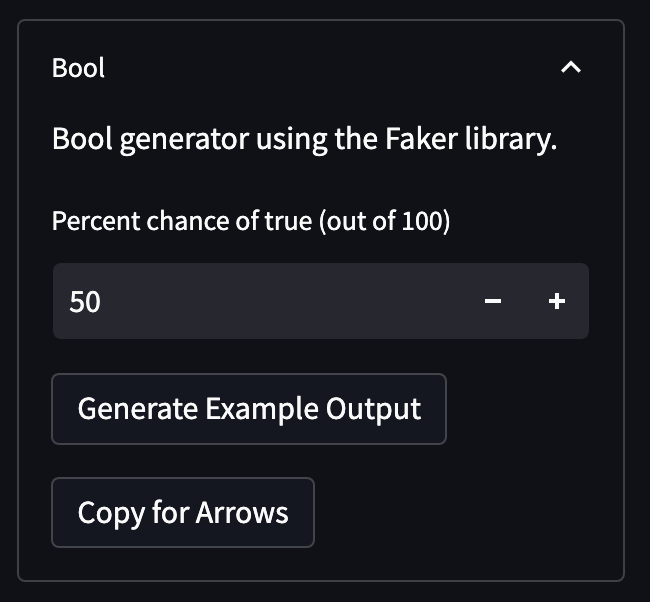 Bool
Bool generator using the Faker library.
Percent chance of true (out of 100)
50 − +
Generate Example Output
Copy for Arrows